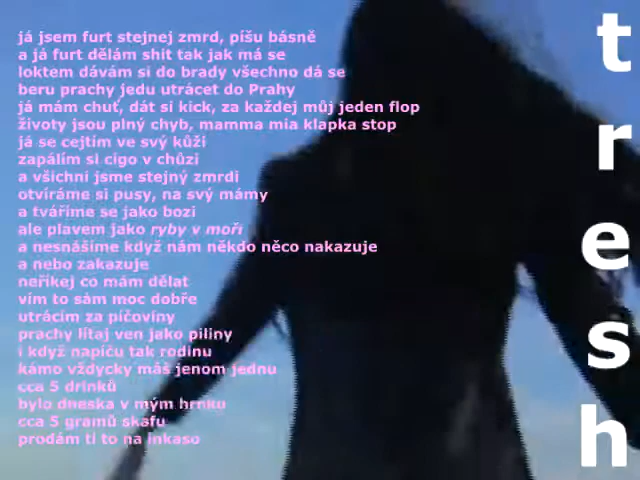 já jsem furt stejnej zmrd, píšu básně
a já furt dělám shit tak jak má se
loktem dávám si do brady všechno dá se
beru prachy jedu utrácet do Prahy
já mám chuť, dát si kick, za každej můj jeden flop
životy jsou plný chyb, mamma mia klapka stop
já se cejtím ve svý kůži
zapálím si cigo v chůzi
a všichni jsme stejný zmrdi
otvíráme si pusy, na svý mámy
a tváříme se jako bozi
ale plavem jako ryby v moři
a nesnášíme když nám někdo něco nakazuje
a nebo zakazuje
neříkej co mám dělat
vím to sám moc dobře
utrácím za píčoviny
prachy lítaj ven jako piliny
i když napíču tak rodinu
kámo vždycky máš jenom jednu
cca 5 drinků
bylo dneska v mým hrnku
cca 5 gramů skafu
prodám ti to na inkaso
tresh